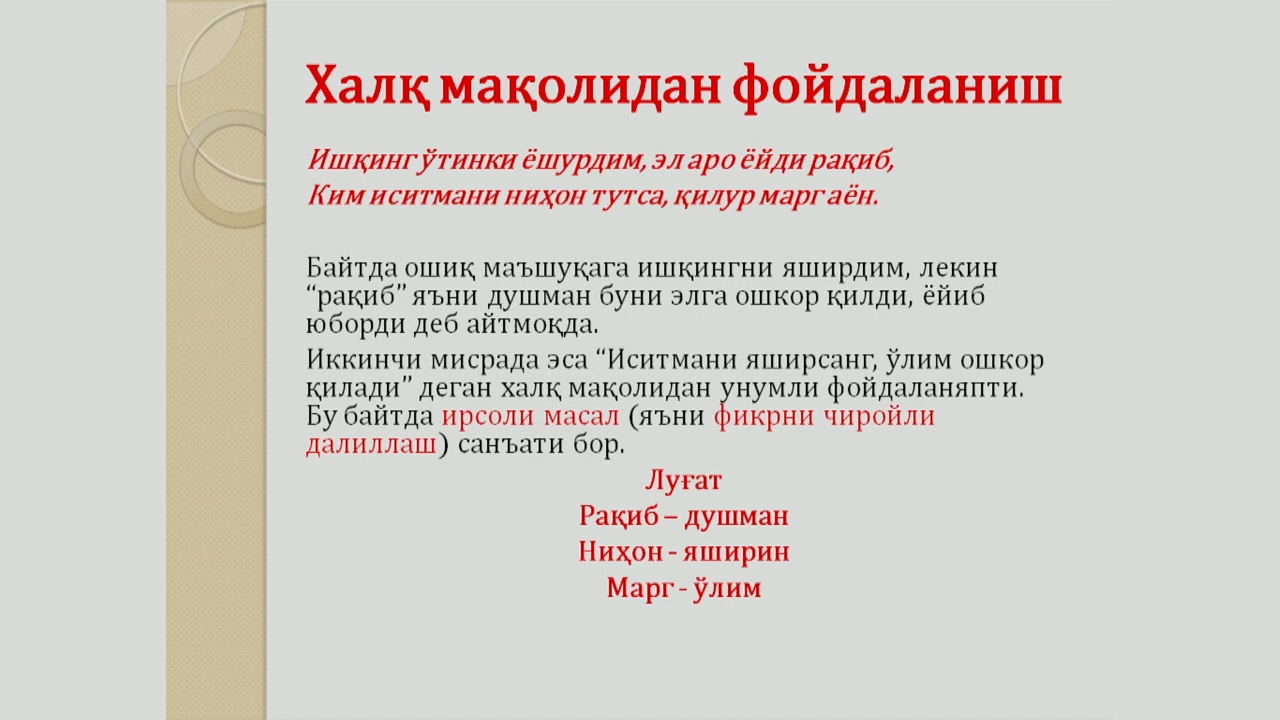 Халқ мақолидан фойдаланиш
Ишқинг ўтинки ёшурдим, эл аро ёйди рақиб,
Ким иситмани ниҳон тутса, қилур марг аён.
Байтда ошиқ маъшуқага ишқингни яширдим, лекин
“рақиб” яъни душман буни элга ошкор қилди, ёйиб
юборди деб айтмоқда.
Иккинчи мисрада эса “Иситмани яширсанг, ўлим ошкор
қилади” деган халқ мақолидан унумли фойдаланяпти.
Бу байтда ирсоли масал (яъни фикрни чиройли
далиллаш) санъати бор.
Луғат
Рақиб – душман
Ниҳон - яширин
Марг - ўлим